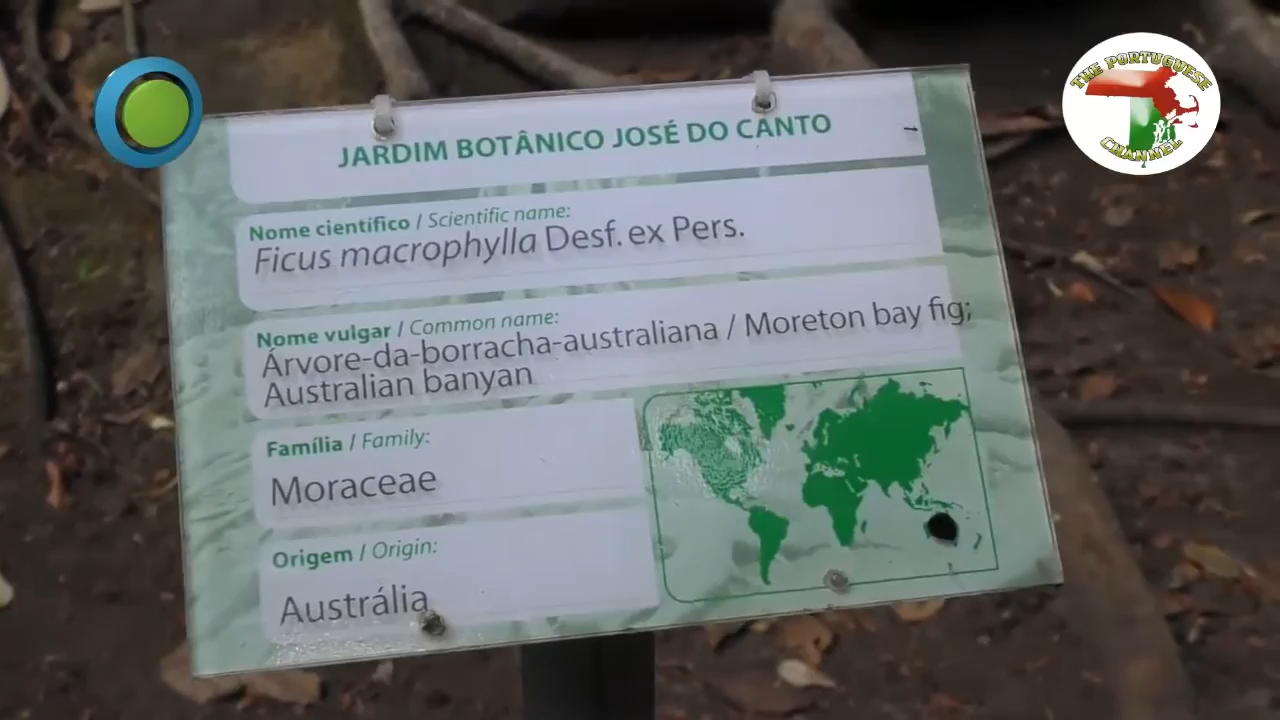 THE PORTUGUESE
CHANNEL
JARDIM BOTÂNICO JOSÉ DO CANTO
Nome científico / Scientific name:
Ficus macrophylla Desf. ex Pers.
Nome vulgar / Common name:
Árvore-da-borracha-australiana / Moreton bay fig;
Australian banyan
Família / Family:
Moraceae
Origem / Origin:
Austrália